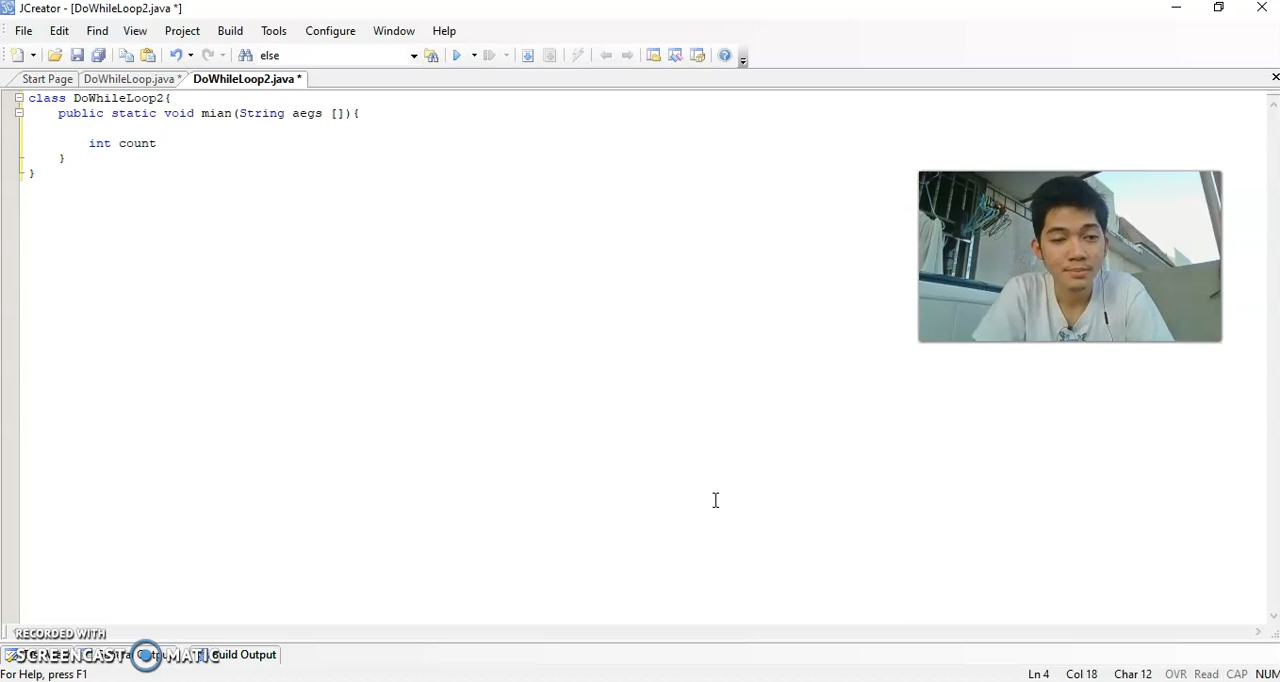 JCreator - [DoWhileLoop2.java *]
File Edit Find View Project Build Tools Configure Window Help
else
Start Page DoWhileLoop.java * DoWhileLoop2.java *
class DoWhileLoop2{
public static void mian(String aegs []){
int count
}
}
RECORDED WITH
SCREENCAST MATIC
Build Output
For Help, press F1
Ln 4 Col 18 Char 12 OVR Read CAP NUM